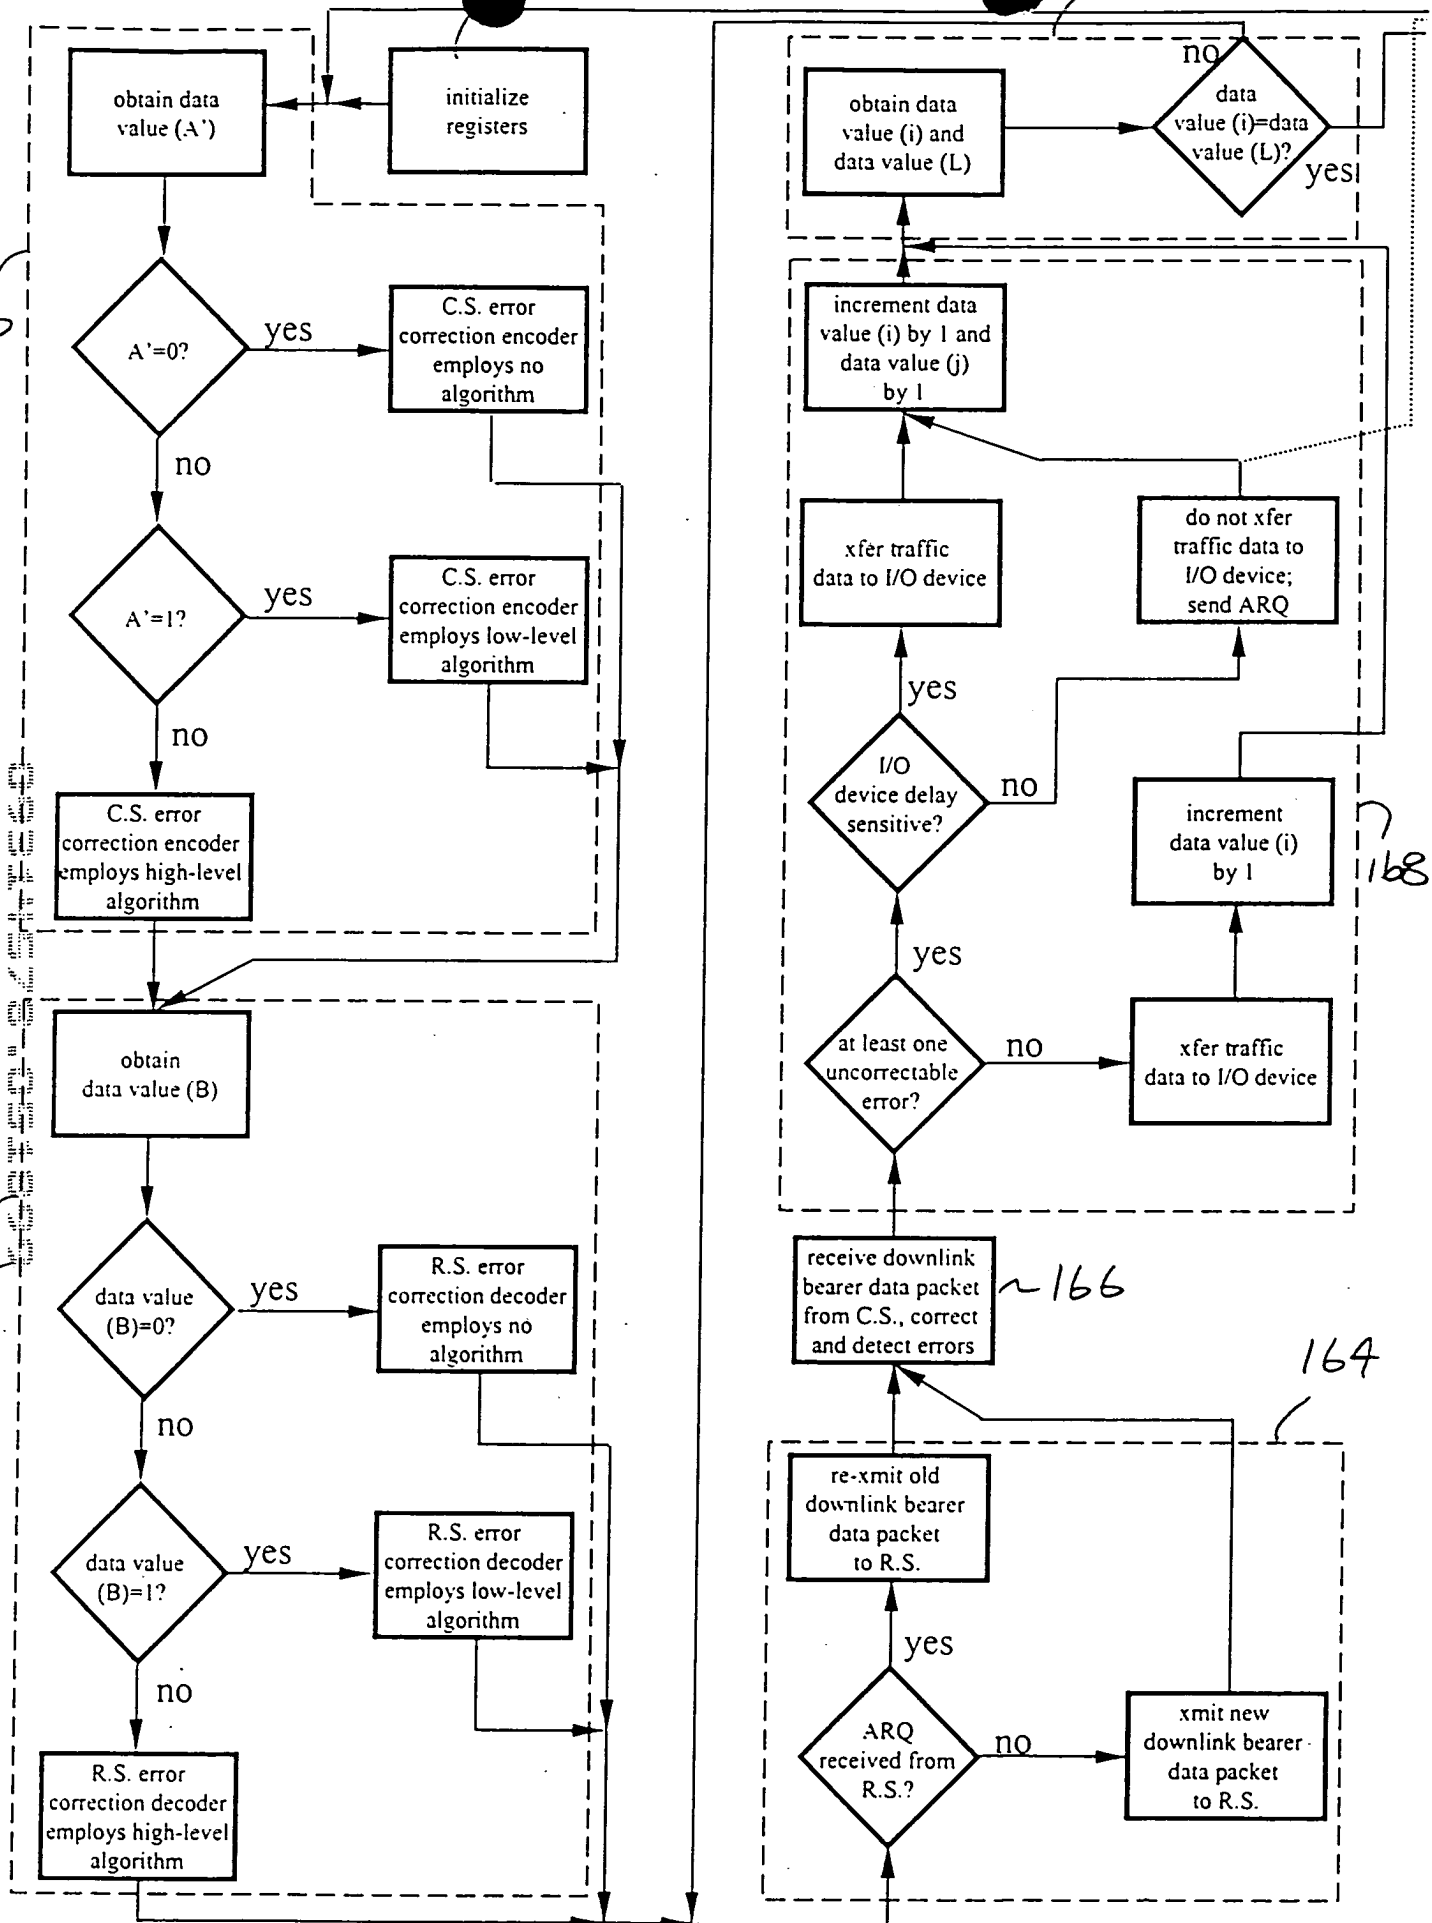 obtain data
value (A')
initialize
registers
A'=0?
yes
C.S. error
correction encoder
employs no
algorithm
no
A'=1?
yes
C.S. error
correction encoder
employs low-level
algorithm
no
C.S. error
correction encoder
employs high-level
algorithm
obtain
data value (B)
data value
(B)=0?
yes
R.S. error
correction decoder
employs no
algorithm
no
data value
(B)=1?
yes
R.S. error
correction decoder
employs low-level
algorithm
no
R.S. error
correction decoder
employs high-level
algorithm
obtain data
value (i) and
data value (L)
no
data
value (i)=data
value (L)?
yes
increment data
value (i) by 1 and
data value (j)
by 1
xfer traffic
data to I/O device
do not xfer
traffic data to
I/O device;
send ARQ
yes
I/O
device delay
sensitive?
no
increment
data value (i)
by 1
168
yes
at least one
uncorrectable
error?
no
xfer traffic
data to I/O device
receive downlink
bearer data packet
from C.S., correct
and detect errors
~166
164
re-xmit old
downlink bearer
data packet
to R.S.
yes
ARQ
received from
R.S.?
no
xmit new
downlink bearer
data packet
to R.S.